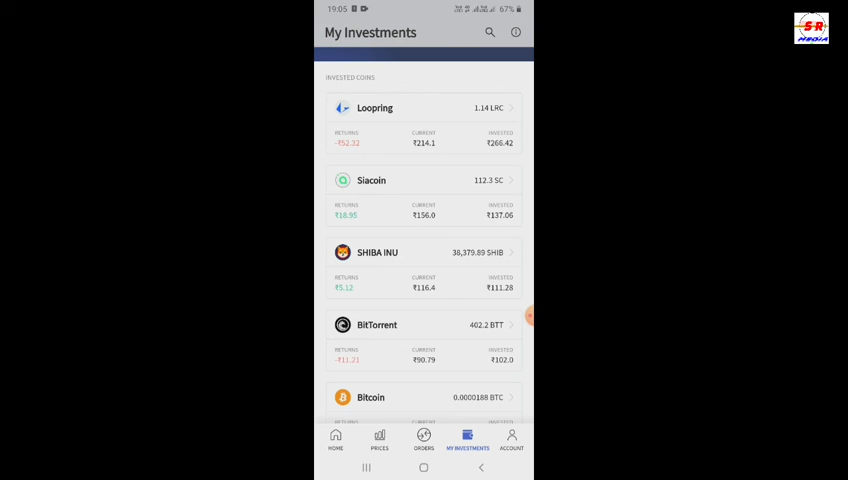 19:05 67%
My Investments
INVESTED COINS
Loopring 1.14 LRC
RETURNS CURRENT INVESTED
-₹52.32 ₹214.1 ₹266.42
Siacoin 112.3 SC
RETURNS CURRENT INVESTED
₹18.95 ₹156.0 ₹137.06
SHIBA INU 38,379.89 SHIB
RETURNS CURRENT INVESTED
₹5.12 ₹116.4 ₹111.28
BitTorrent 402.2 BTT
RETURNS CURRENT INVESTED
-₹11.21 ₹90.79 ₹102.0
Bitcoin 0.0000188 BTC
RETURNS CURRENT INVESTED
HOME PRICES ORDERS MY INVESTMENTS ACCOUNT
SR
MEDIA